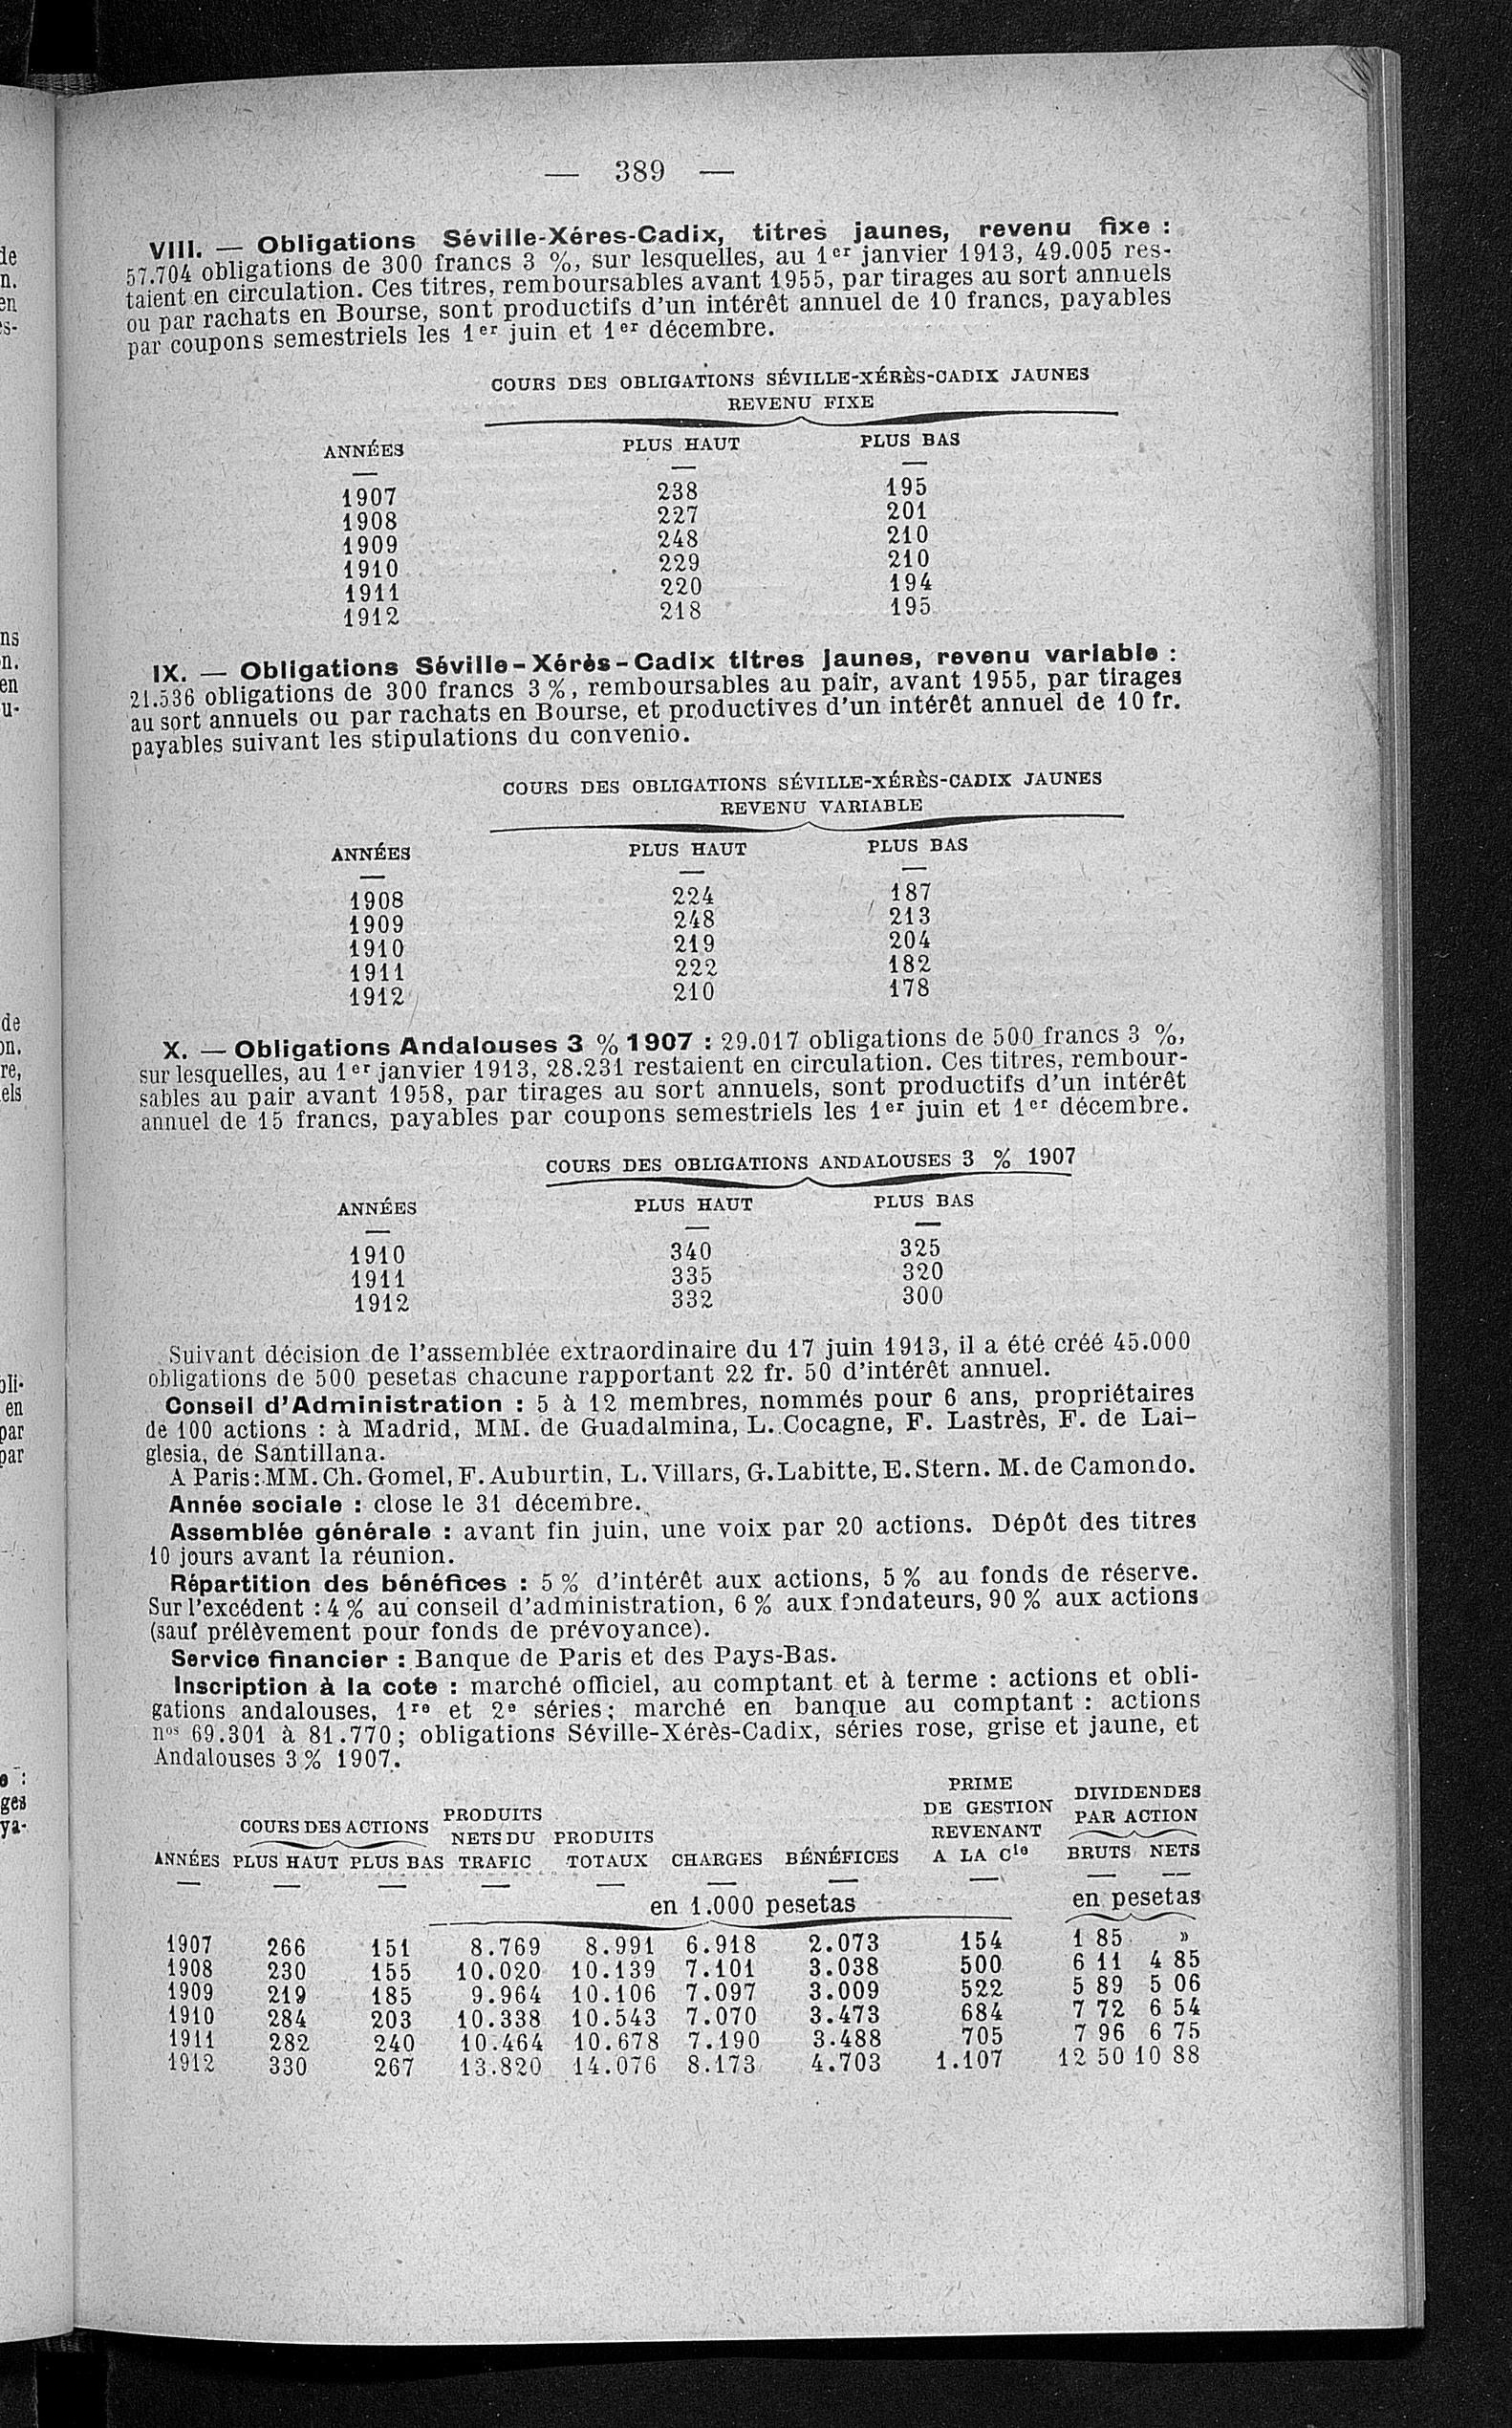 — 389 —
VIII. — Obligations Séville-Xéres-Cadix, titres jaunes, revenu fixe :
57.704 obligations de 300 francs 3 %, sur lesquelles, au 1er janvier 1913, 49.005 res-
taient en circulation. Ces titres, remboursables avant 1955, par tirages au sort annuels
ou par rachats en Bourse, sont productifs d'un intérêt annuel de 10 francs, payables
par coupons semestriels les 1er juin et 1er décembre.
COURS DES OBLIGATIONS SÉVILLE-XÉRÈS-CADIX JAUNES
REVENU FIXE
ANNÉES PLUS HAUT PLUS BAS
1907 238 195
1908 227 201
1909 248 210
1910 229 210
1911 220 194
1912 218 195
IX. — Obligations Séville-Xérès-Cadix titres jaunes, revenu variable :
21.536 obligations de 300 francs 3 %, remboursables au pair, avant 1955, par tirages
au sort annuels ou par rachats en Bourse, et productives d'un intérêt annuel de 10 fr.
payables suivant les stipulations du convenio.
COURS DES OBLIGATIONS SÉVILLE-XÉRÈS-CADIX JAUNES
REVENU VARIABLE
ANNÉES PLUS HAUT PLUS BAS
1908 224 187
1909 248 213
1910 219 204
1911 222 182
1912 210 178
X. — Obligations Andalouses 3 % 1907 : 29.017 obligations de 500 francs 3 %,
sur lesquelles, au 1er janvier 1913, 28.231 restaient en circulation. Ces titres, rembour-
sables au pair avant 1958, par tirages au sort annuels, sont productifs d'un intérêt
annuel de 15 francs, payables par coupons semestriels les 1er juin et 1er décembre.
COURS DES OBLIGATIONS ANDALOUSES 3 % 1907
ANNÉES PLUS HAUT PLUS BAS
1910 340 325
1911 335 320
1912 332 300
Suivant décision de l'assemblée extraordinaire du 17 juin 1913, il a été créé 45.000
obligations de 500 pesetas chacune rapportant 22 fr. 50 d'intérêt annuel.
Conseil d'Administration : 5 à 12 membres, nommés pour 6 ans, propriétaires
de 100 actions : à Madrid, MM. de Guadalmina, L. Cocagne, F. Lastrès, F. de Lai-
glesia, de Santillana.
A Paris : MM. Ch. Gomel, F. Auburtin, L. Villars, G. Labitte, E. Stern. M. de Camondo.
Année sociale : close le 31 décembre.
Assemblée générale : avant fin juin, une voix par 20 actions. Dépôt des titres
10 jours avant la réunion.
Répartition des bénéfices : 5 % d'intérêt aux actions, 5 % au fonds de réserve.
Sur l'excédent : 4 % au conseil d'administration, 6 % aux fondateurs, 90 % aux actions
(sauf prélèvement pour fonds de prévoyance).
Service financier : Banque de Paris et des Pays-Bas.
Inscription à la cote : marché officiel, au comptant et à terme : actions et obli-
gations andalouses, 1re et 2e séries; marché en banque au comptant : actions
nos 69.301 à 81.770; obligations Séville-Xérès-Cadix, séries rose, grise et jaune, et
Andalouses 3 % 1907.
PRIME
DE GESTION DIVIDENDES
COURS DES ACTIONS PRODUITS REVENANT PAR ACTION
NETS DU PRODUITS
ANNÉES PLUS HAUT PLUS BAS TRAFIC TOTAUX CHARGES BÉNÉFICES A LA Cie BRUTS NETS
en 1.000 pesetas en pesetas
1907 266 151 8.769 8.991 6.918 2.073 154 1 85 »
1908 230 155 10.020 10.139 7.101 3.038 500 6 11 4 85
1909 219 185 9.964 10.106 7.097 3.009 522 5 89 5 06
1910 284 203 10.338 10.543 7.070 3.473 684 7 72 6 54
1911 282 240 10.464 10.678 7.190 3.488 705 7 96 6 75
1912 330 267 13.820 14.076 8.173 4.703 1.107 12 50 10 88